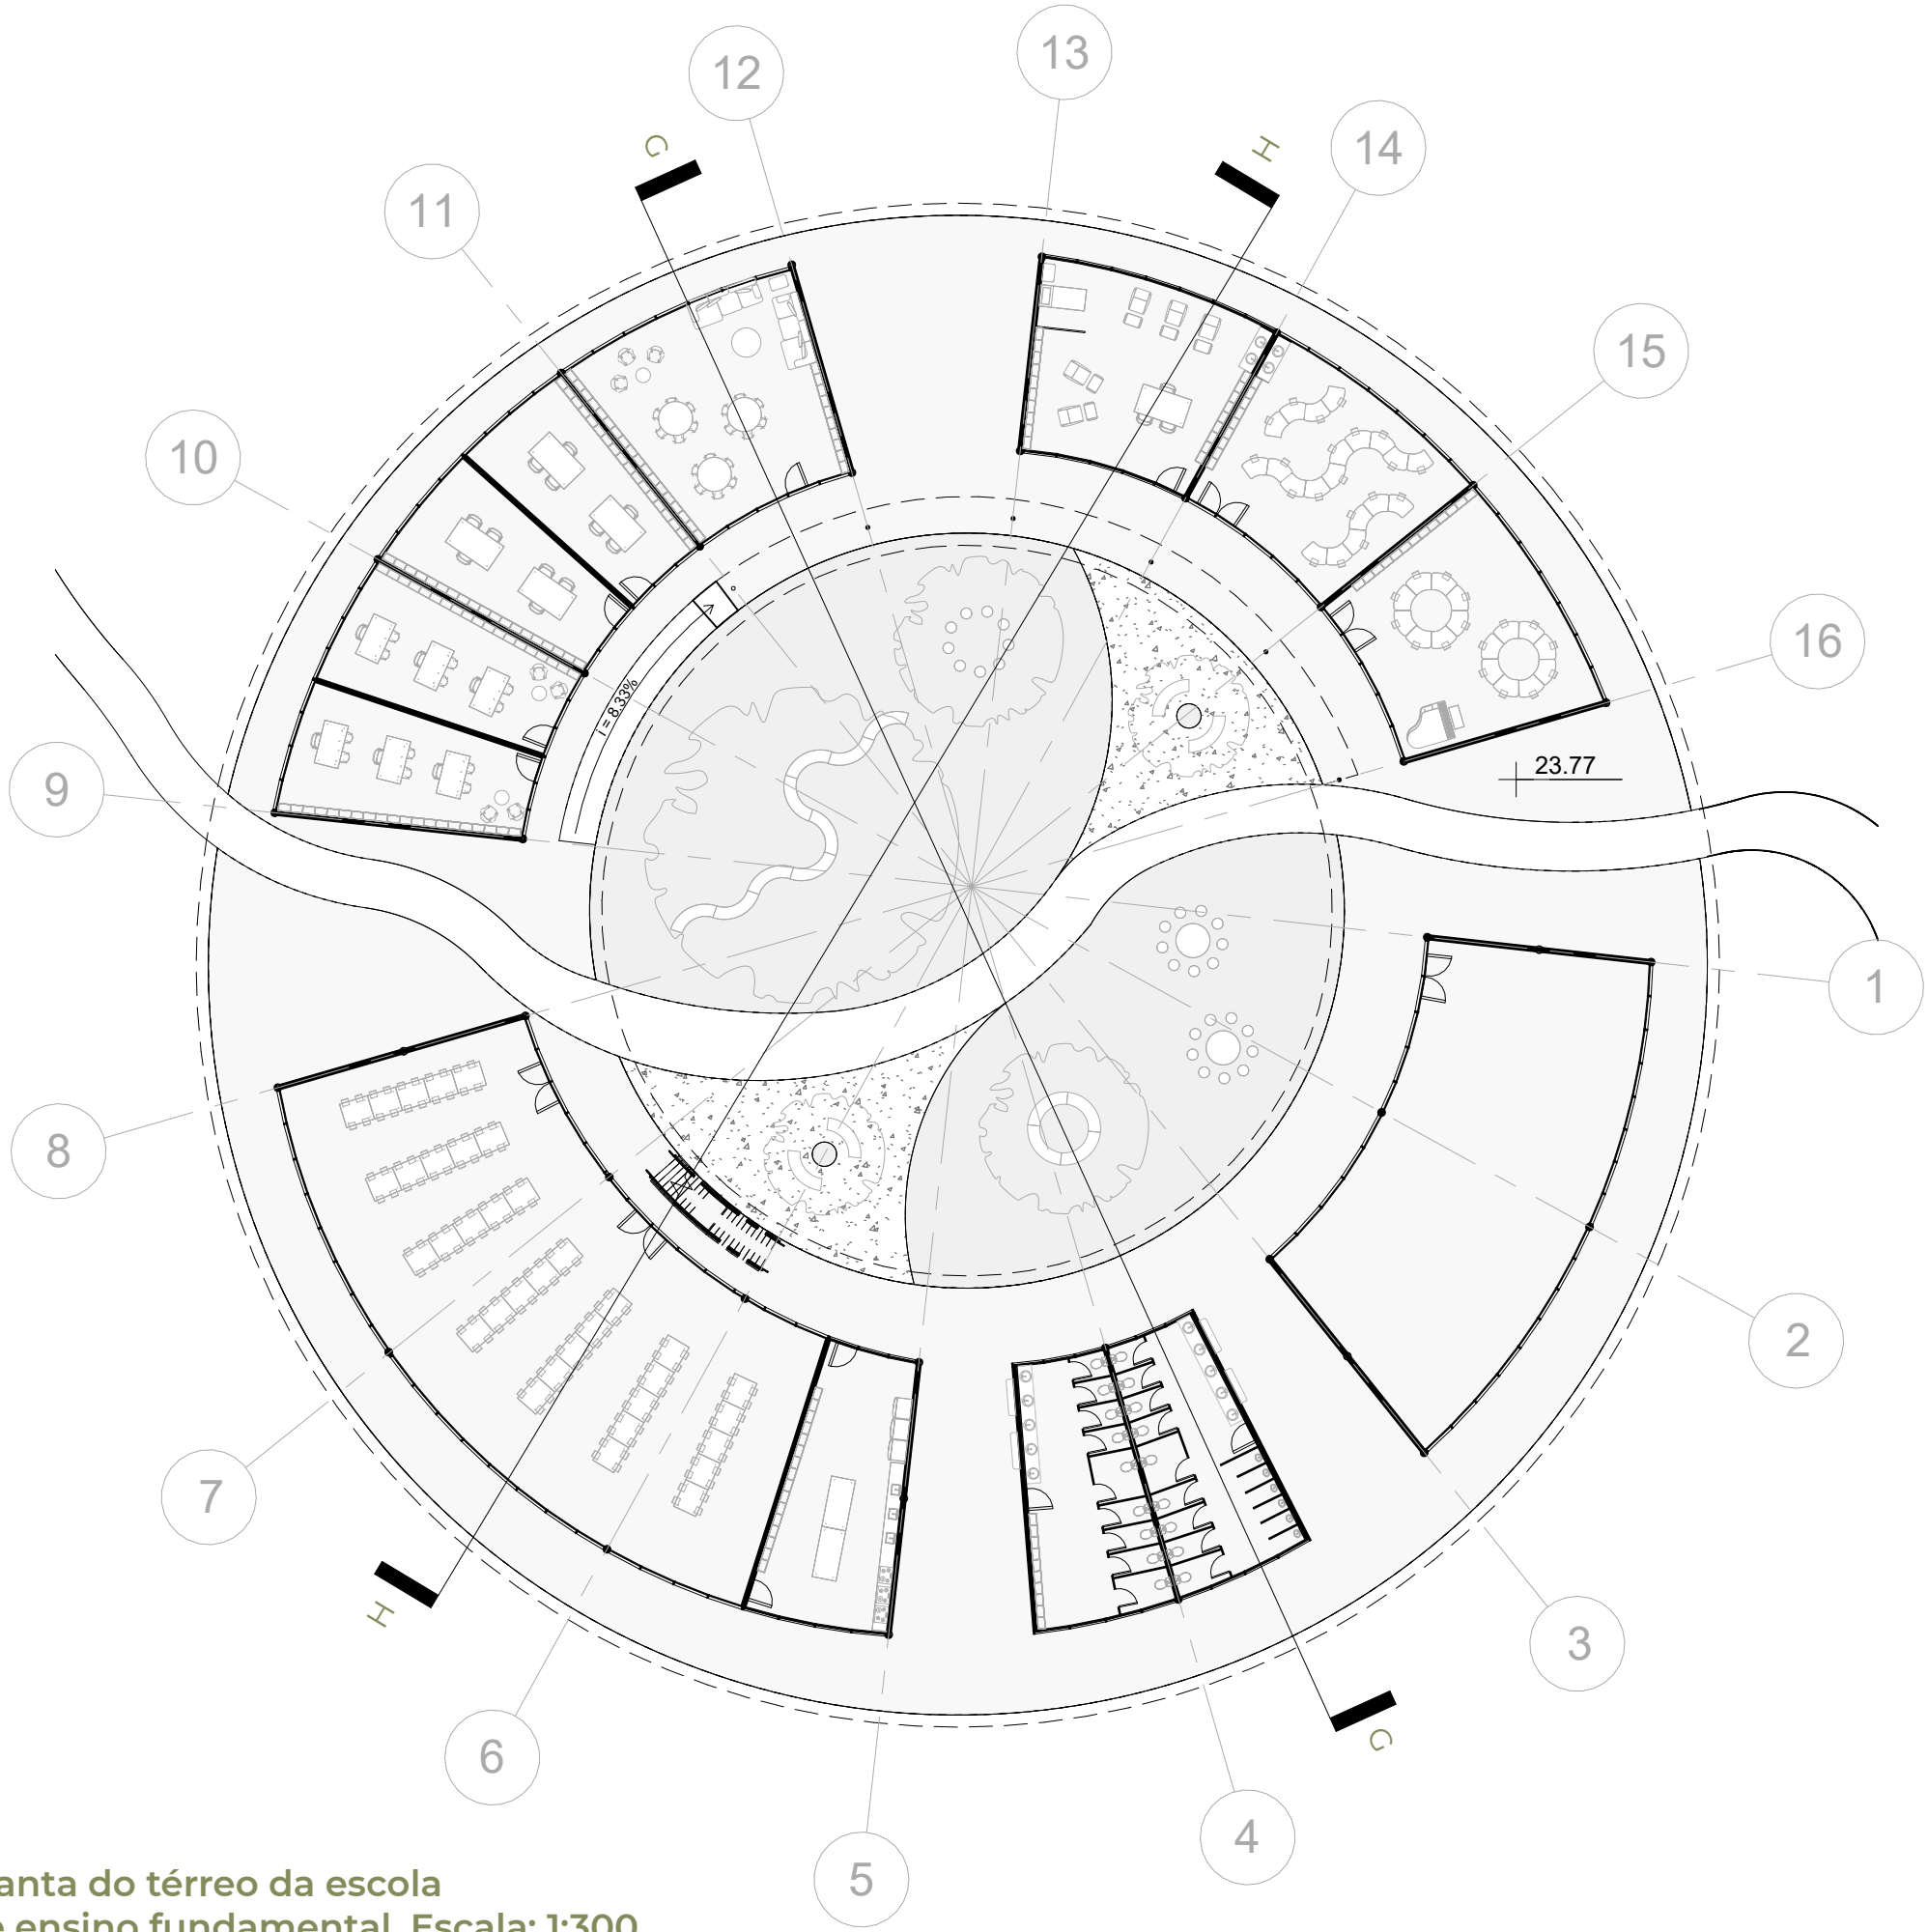 13
12
G
H
14
11
15
10
16
i = 8.33%
23.77
9
1
8
2
7
H
3
G
6
4
5
anta do térreo da escola
ensino fundamental. Escala: 1:300